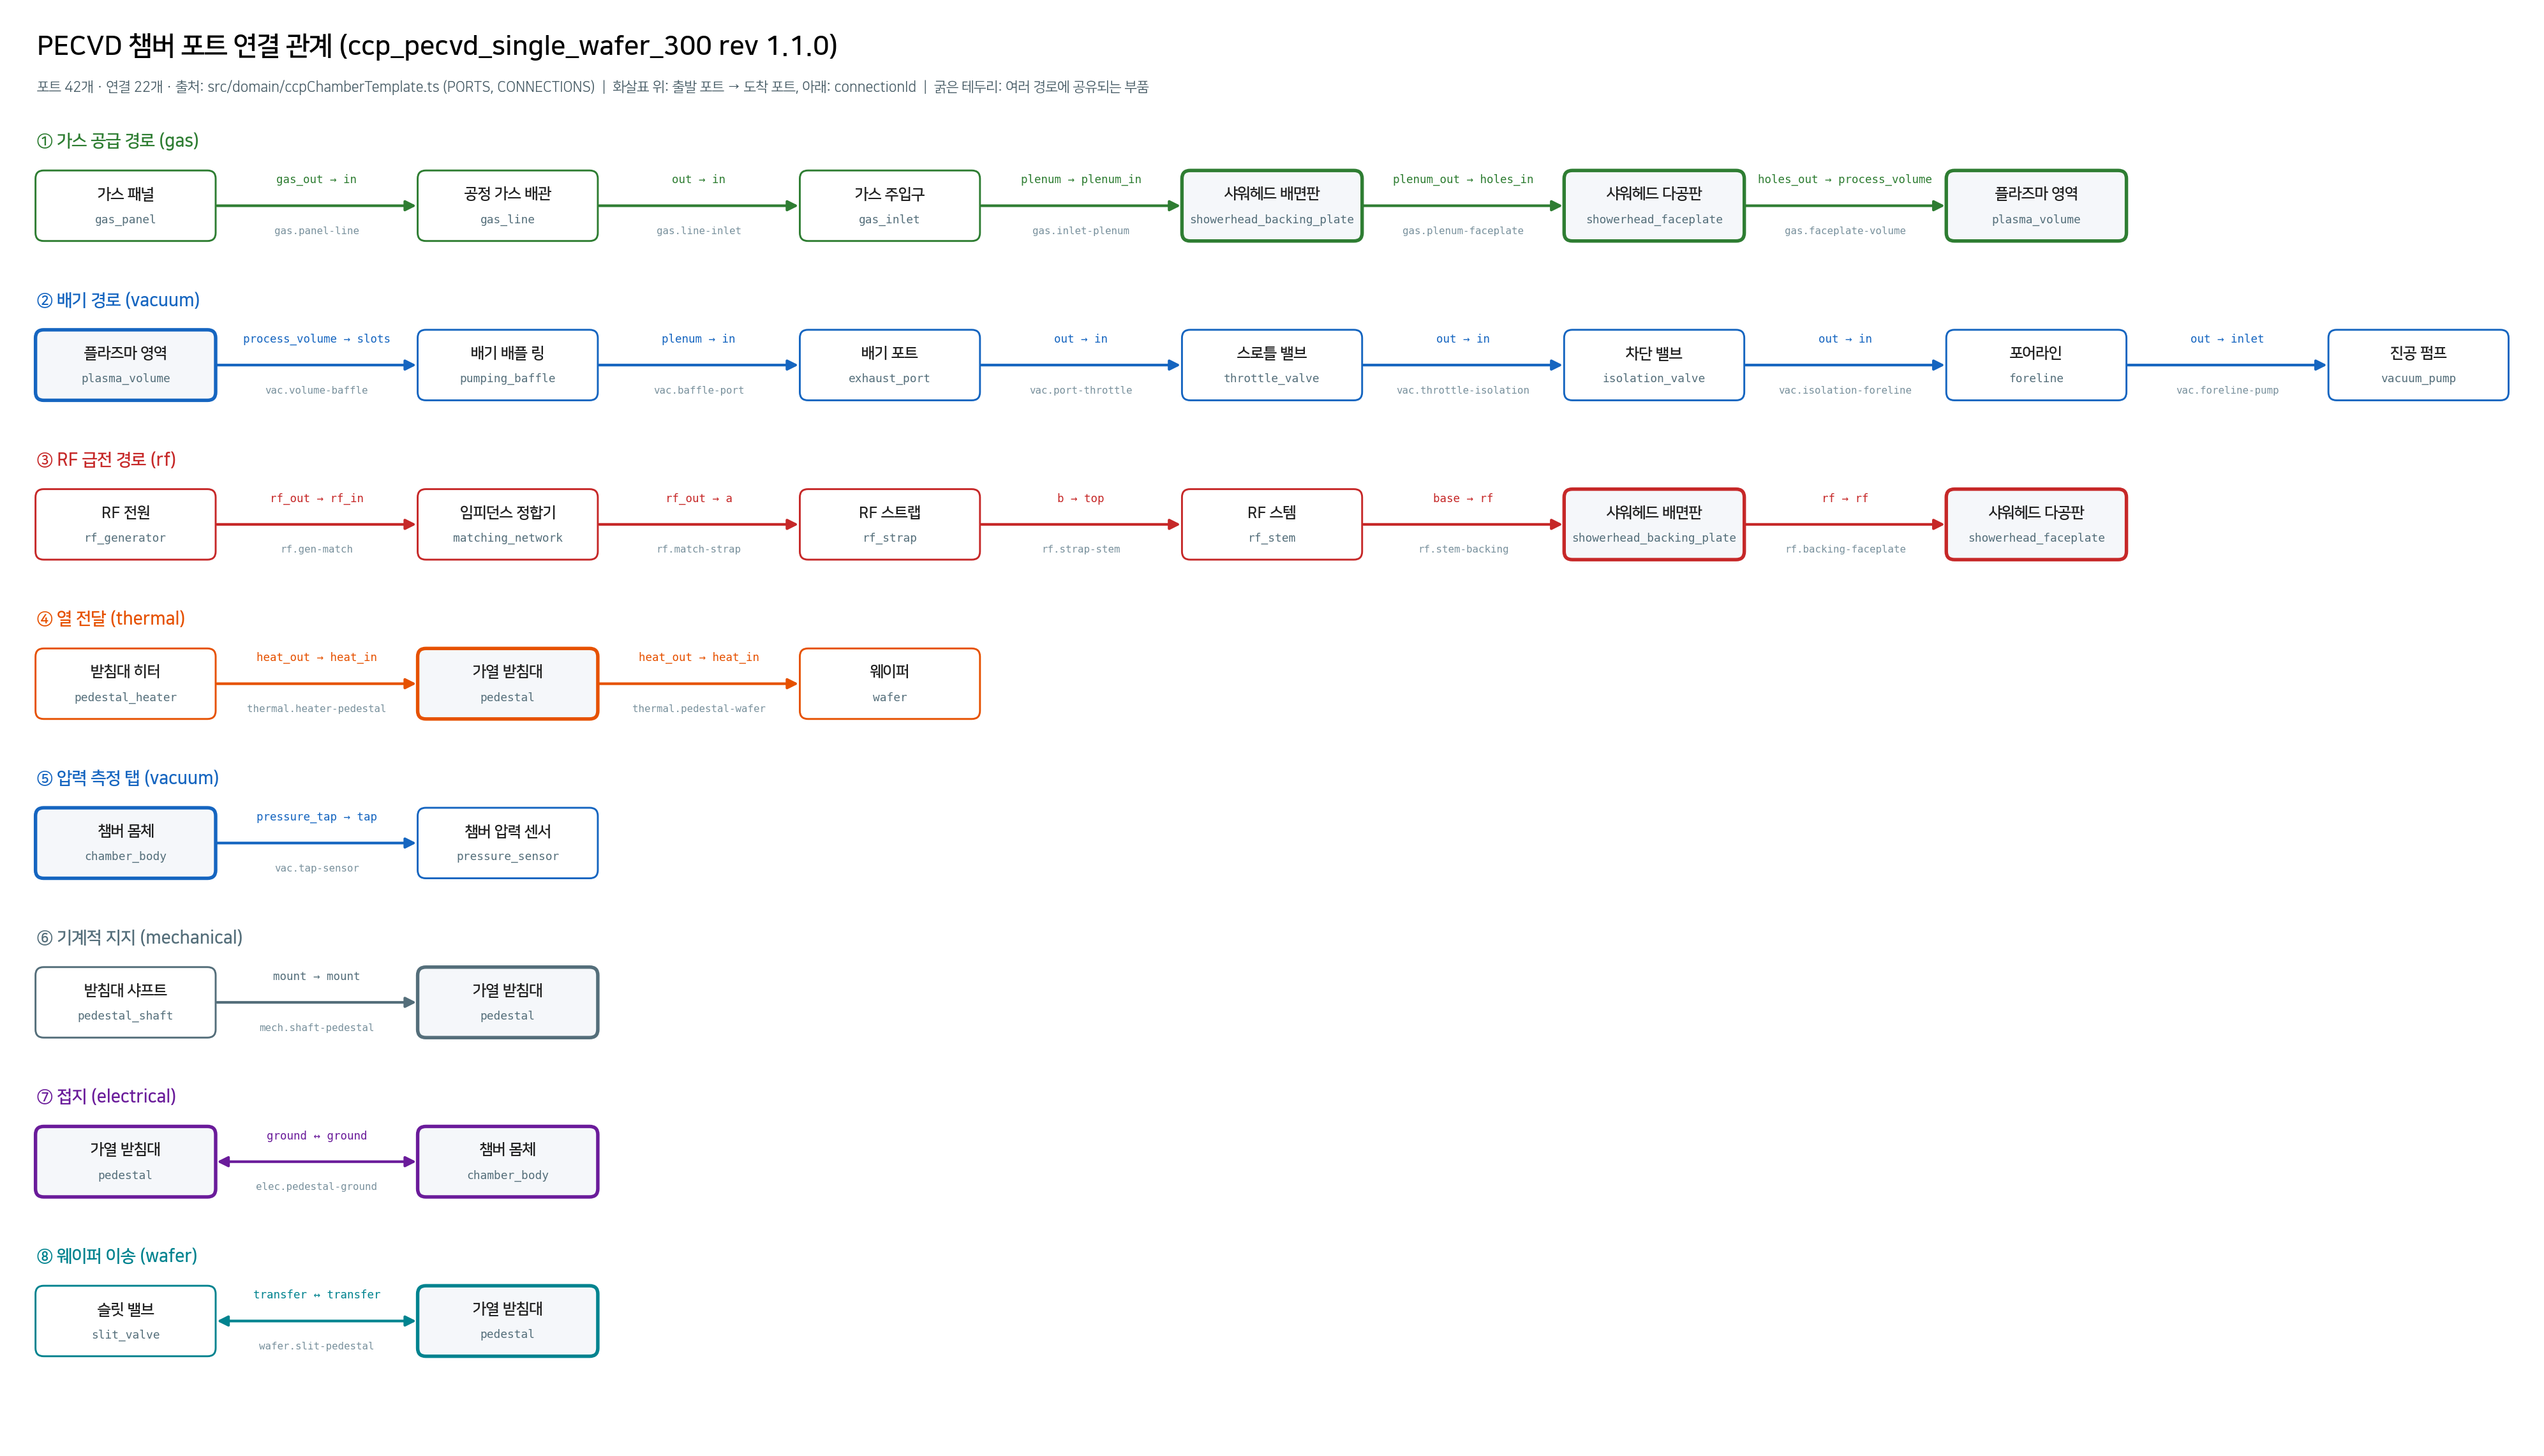 PECVD 챔버 포트 연결 관계 (ccp_pecvd_single_wafer_300 rev 1.1.0)
포트 42개 · 연결 22개 · 출처: src/domain/ccpChamberTemplate.ts (PORTS, CONNECTIONS) | 화살표 위: 출발 포트 → 도착 포트, 아래: connectionId | 굵은 테두리: 여러 경로에 공유되는 부품
① 가스 공급 경로 (gas)
가스 패널
gas_panel
gas_out → in
gas.panel-line
공정 가스 배관
gas_line
out → in
gas.line-inlet
가스 주입구
gas_inlet
plenum → plenum_in
gas.inlet-plenum
샤워헤드 배면판
showerhead_backing_plate
plenum_out → holes_in
gas.plenum-faceplate
샤워헤드 다공판
showerhead_faceplate
holes_out → process_volume
gas.faceplate-volume
플라즈마 영역
plasma_volume
② 배기 경로 (vacuum)
플라즈마 영역
plasma_volume
process_volume → slots
vac.volume-baffle
배기 배플 링
pumping_baffle
plenum → in
vac.baffle-port
배기 포트
exhaust_port
out → in
vac.port-throttle
스로틀 밸브
throttle_valve
out → in
vac.throttle-isolation
차단 밸브
isolation_valve
out → in
vac.isolation-foreline
포어라인
foreline
out → inlet
vac.foreline-pump
진공 펌프
vacuum_pump
③ RF 급전 경로 (rf)
RF 전원
rf_generator
rf_out → rf_in
rf.gen-match
임피던스 정합기
matching_network
rf_out → a
rf.match-strap
RF 스트랩
rf_strap
b → top
rf.strap-stem
RF 스템
rf_stem
base → rf
rf.stem-backing
샤워헤드 배면판
showerhead_backing_plate
rf → rf
rf.backing-faceplate
샤워헤드 다공판
showerhead_faceplate
④ 열 전달 (thermal)
받침대 히터
pedestal_heater
heat_out → heat_in
thermal.heater-pedestal
가열 받침대
pedestal
heat_out → heat_in
thermal.pedestal-wafer
웨이퍼
wafer
⑤ 압력 측정 탭 (vacuum)
챔버 몸체
chamber_body
pressure_tap → tap
vac.tap-sensor
챔버 압력 센서
pressure_sensor
⑥ 기계적 지지 (mechanical)
받침대 샤프트
pedestal_shaft
mount → mount
mech.shaft-pedestal
가열 받침대
pedestal
⑦ 접지 (electrical)
가열 받침대
pedestal
ground ↔ ground
elec.pedestal-ground
챔버 몸체
chamber_body
⑧ 웨이퍼 이송 (wafer)
슬릿 밸브
slit_valve
transfer ↔ transfer
wafer.slit-pedestal
가열 받침대
pedestal